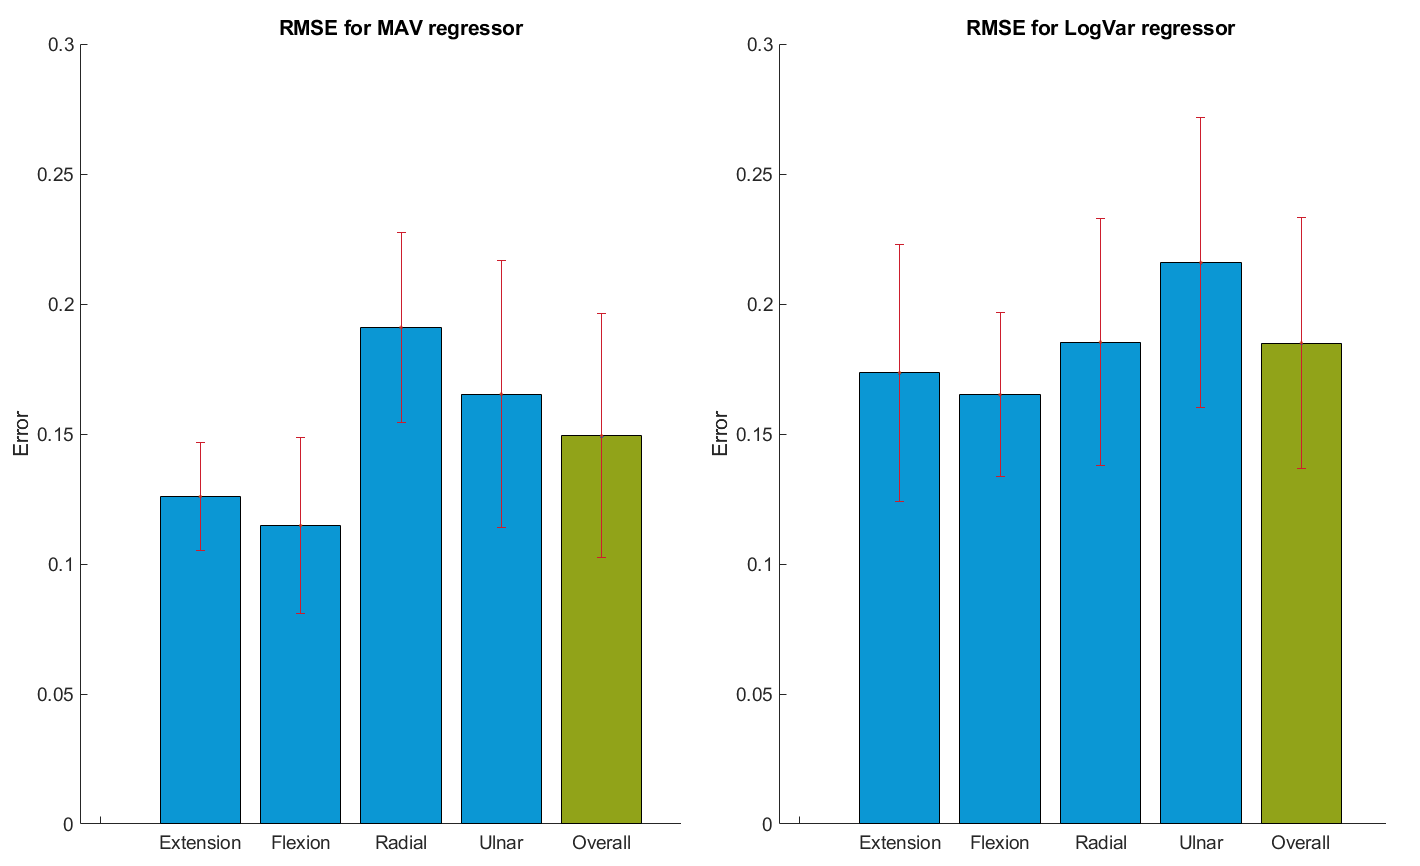 RMSE for MAV regressor
0.3
0.25
0.2
0.15
0.1
0.05
0
Error
Extension Flexion Radial Ulnar Overall
RMSE for LogVar regressor
0.3
0.25
0.2
0.15
0.1
0.05
0
Error
Extension Flexion Radial Ulnar Overall